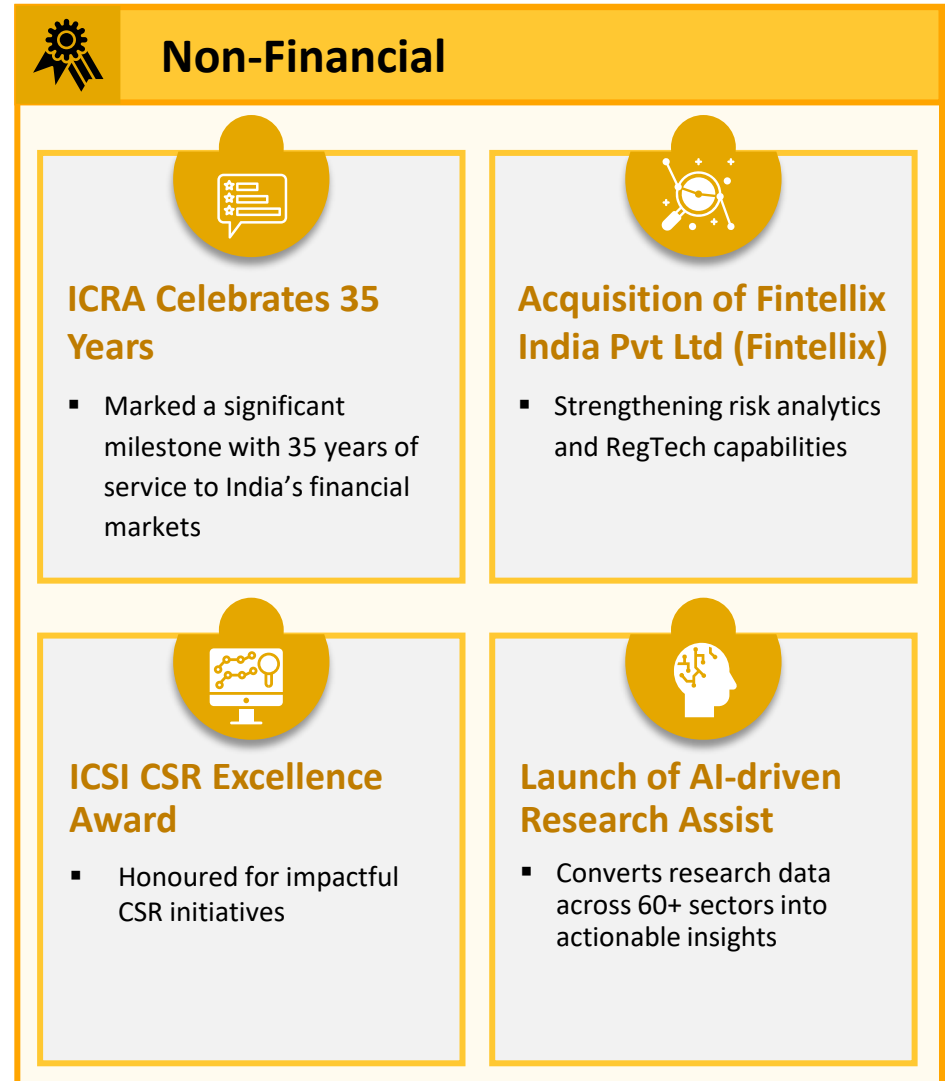 Non-Financial
ICRA Celebrates 35
Years
▪ Marked a significant
milestone with 35 years of
service to India’s financial
markets
Acquisition of Fintellix
India Pvt Ltd (Fintellix)
▪ Strengthening risk analytics
and RegTech capabilities
ICSI CSR Excellence
Award
▪ Honoured for impactful
CSR initiatives
Launch of AI-driven
Research Assist
▪ Converts research data
across 60+ sectors into
actionable insights